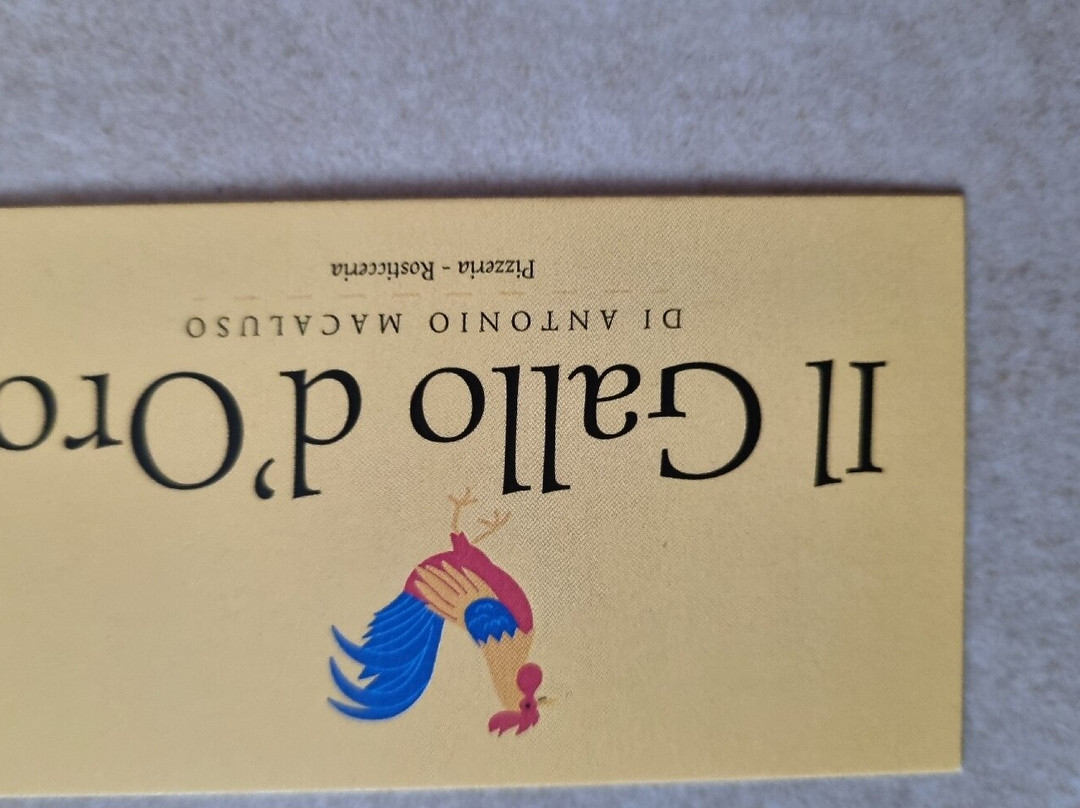 Il Gallo d'Oro
DI ANTONIO MACALUSO
Pizzeria - Rosticceria